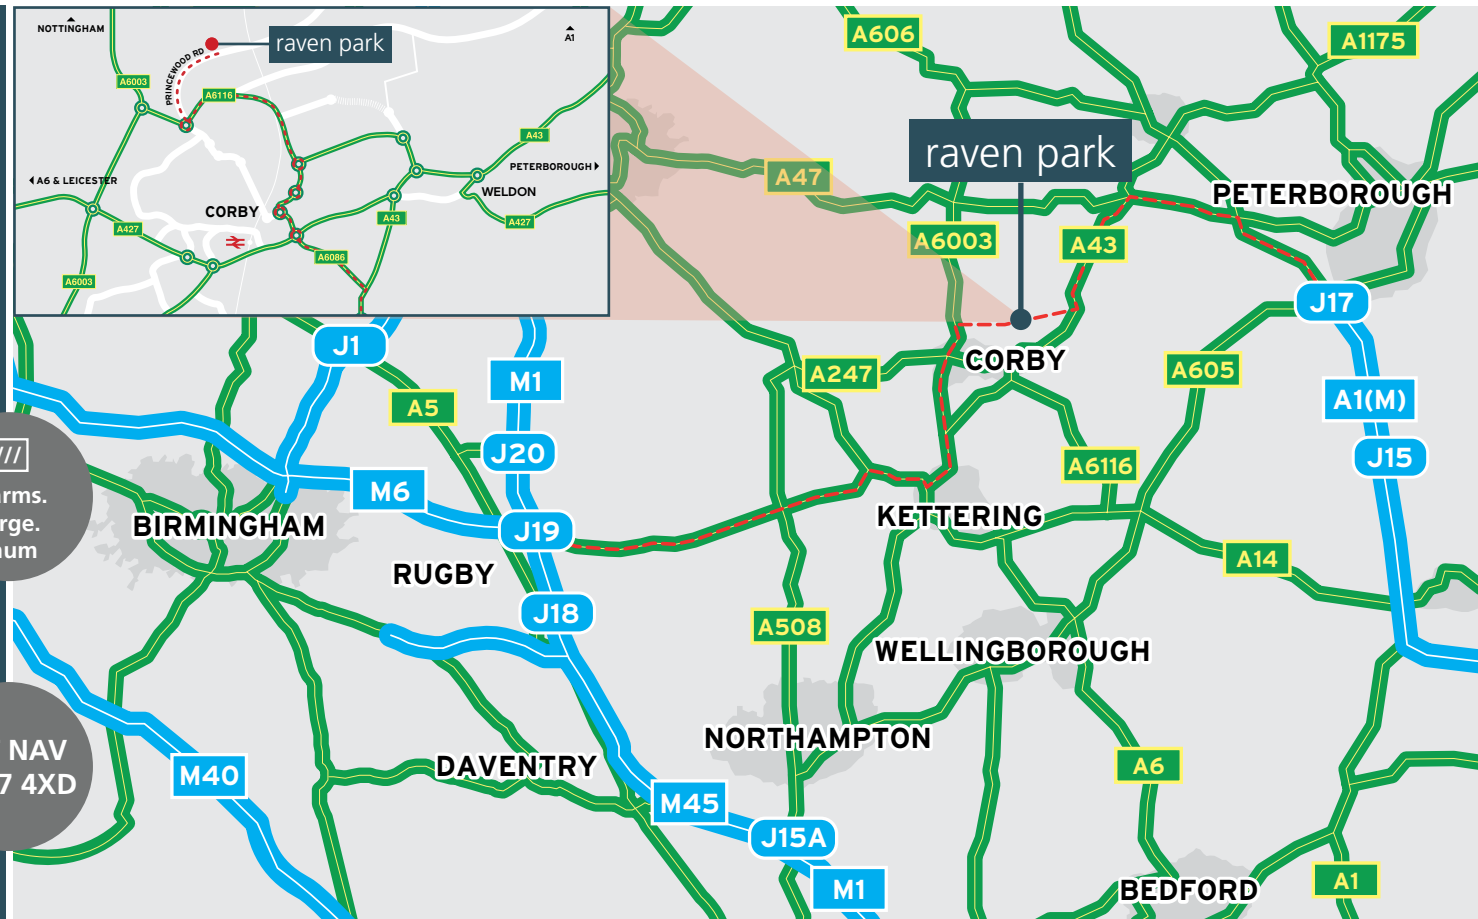 NOTTINGHAM
PRINCEWOOD RD
raven park
A1
A6003
A6116
A43
PETERBOROUGH
A6 & LEICESTER
WELDON
CORBY
A427
A43
A427
A6086
A6003
A606
A1175
raven park
A47
PETERBOROUGH
A6003
A43
J17
J1
CORBY
A247
A605
M1
A5
A1(M)
J20
J15
///
M6
A6116
arms.
rge.
BIRMINGHAM
KETTERING
J19
num
A14
RUGBY
J18
A508
WELLINGBOROUGH
NORTHAMPTON
NAV
7 4XD
DAVENTRY
M40
A6
M45
J15A
M1
BEDFORD
A1